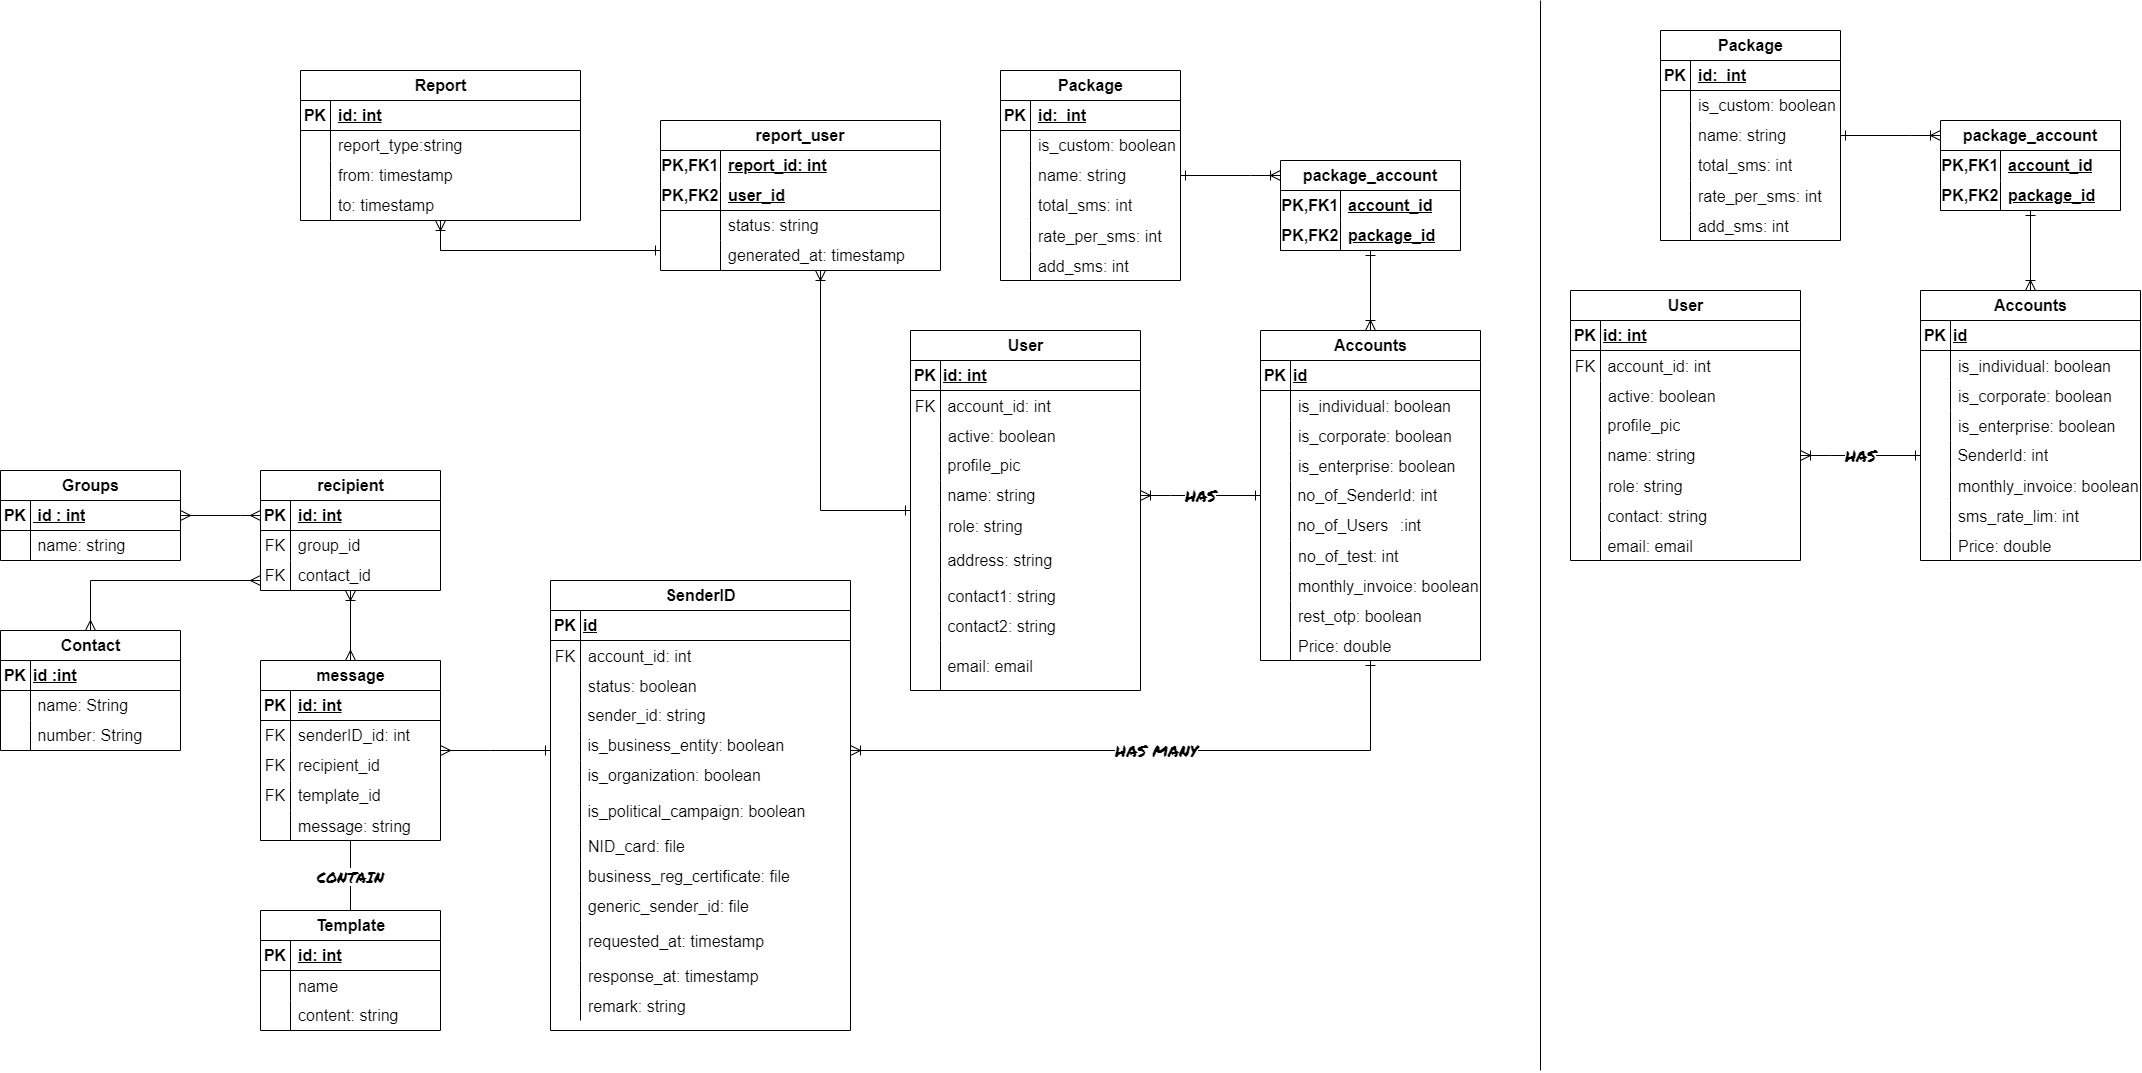 Report
PK id: int
report_type:string
from: timestamp
to: timestamp
report_user
PK,FK1 report_id: int
PK,FK2 user_id
status: string
generated_at: timestamp
Package
PK id: int
is_custom: boolean
name: string
total_sms: int
rate_per_sms: int
add_sms: int
package_account
PK,FK1 account_id
PK,FK2 package_id
User
PK id: int
FK account_id: int
active: boolean
profile_pic
name: string
role: string
address: string
contact1: string
contact2: string
email: email
HAS
Accounts
PK id
is_individual: boolean
is_corporate: boolean
is_enterprise: boolean
no_of_SenderId: int
no_of_Users :int
no_of_test: int
monthly_invoice: boolean
rest_otp: boolean
Price: double
Groups
PK id : int
name: string
recipient
PK id: int
FK group_id
FK contact_id
Contact
PK id :int
name: String
number: String
message
PK id: int
FK senderID_id: int
FK recipient_id
FK template_id
message: string
CONTAIN
Template
PK id: int
name
content: string
SenderID
PK id
FK account_id: int
status: boolean
sender_id: string
is_business_entity: boolean
is_organization: boolean
is_political_campaign: boolean
NID_card: file
business_reg_certificate: file
generic_sender_id: file
requested_at: timestamp
response_at: timestamp
remark: string
HAS MANY
Package
PK id: int
is_custom: boolean
name: string
total_sms: int
rate_per_sms: int
add_sms: int
package_account
PK,FK1 account_id
PK,FK2 package_id
User
PK id: int
FK account_id: int
active: boolean
profile_pic
name: string
role: string
contact: string
email: email
HAS
Accounts
PK id
is_individual: boolean
is_corporate: boolean
is_enterprise: boolean
SenderId: int
monthly_invoice: boolean
sms_rate_lim: int
Price: double